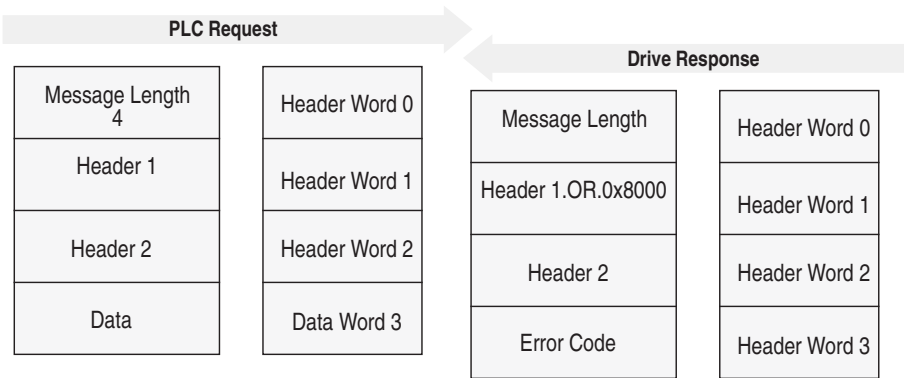 PLC Request
Drive Response
Message Length
4
Header Word 0
Header 1
Header Word 1
Header 2
Header Word 2
Data
Data Word 3
Message Length
Header Word 0
Header 1.OR.0x8000
Header Word 1
Header 2
Header Word 2
Error Code
Header Word 3